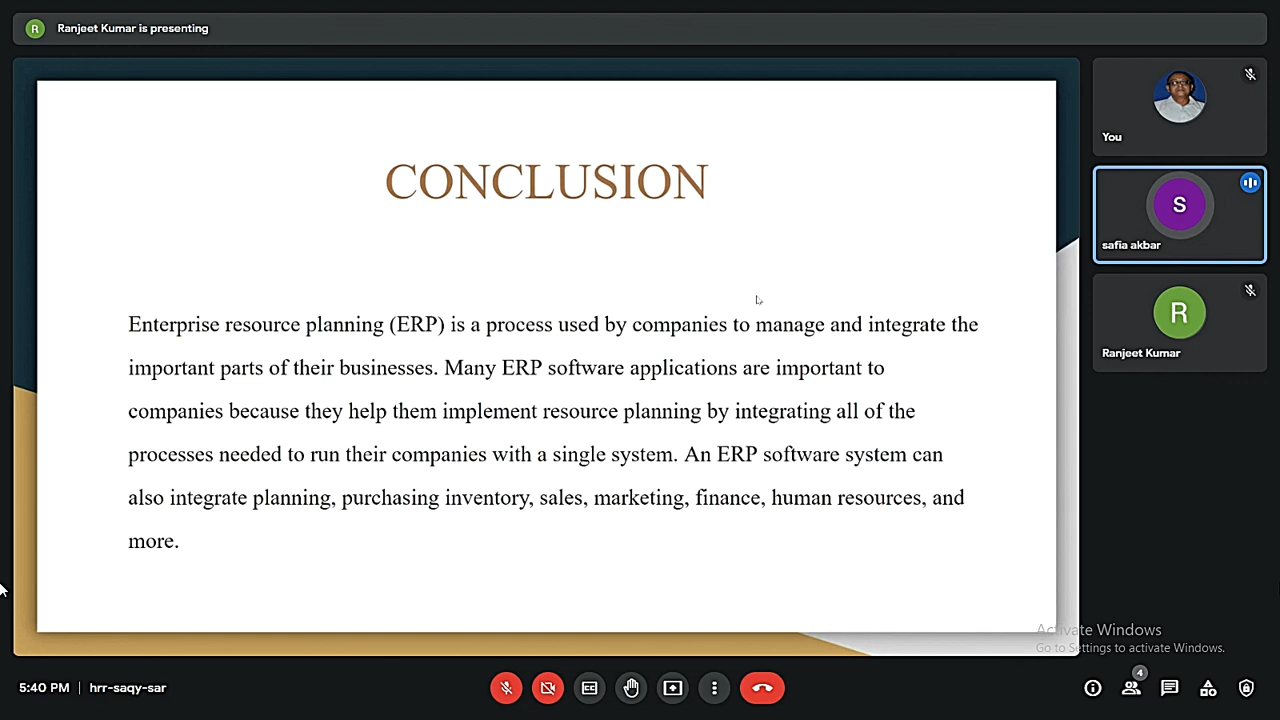 R Ranjeet Kumar is presenting
CONCLUSION
Enterprise resource planning (ERP) is a process used by companies to manage and integrate the
important parts of their businesses. Many ERP software applications are important to
companies because they help them implement resource planning by integrating all of the
processes needed to run their companies with a single system. An ERP software system can
also integrate planning, purchasing inventory, sales, marketing, finance, human resources, and
more.
You
S
safia akbar
R
Ranjeet Kumar
Activate Windows
Go to Settings to activate Windows.
5:40 PM | hrr-saqy-sar
4